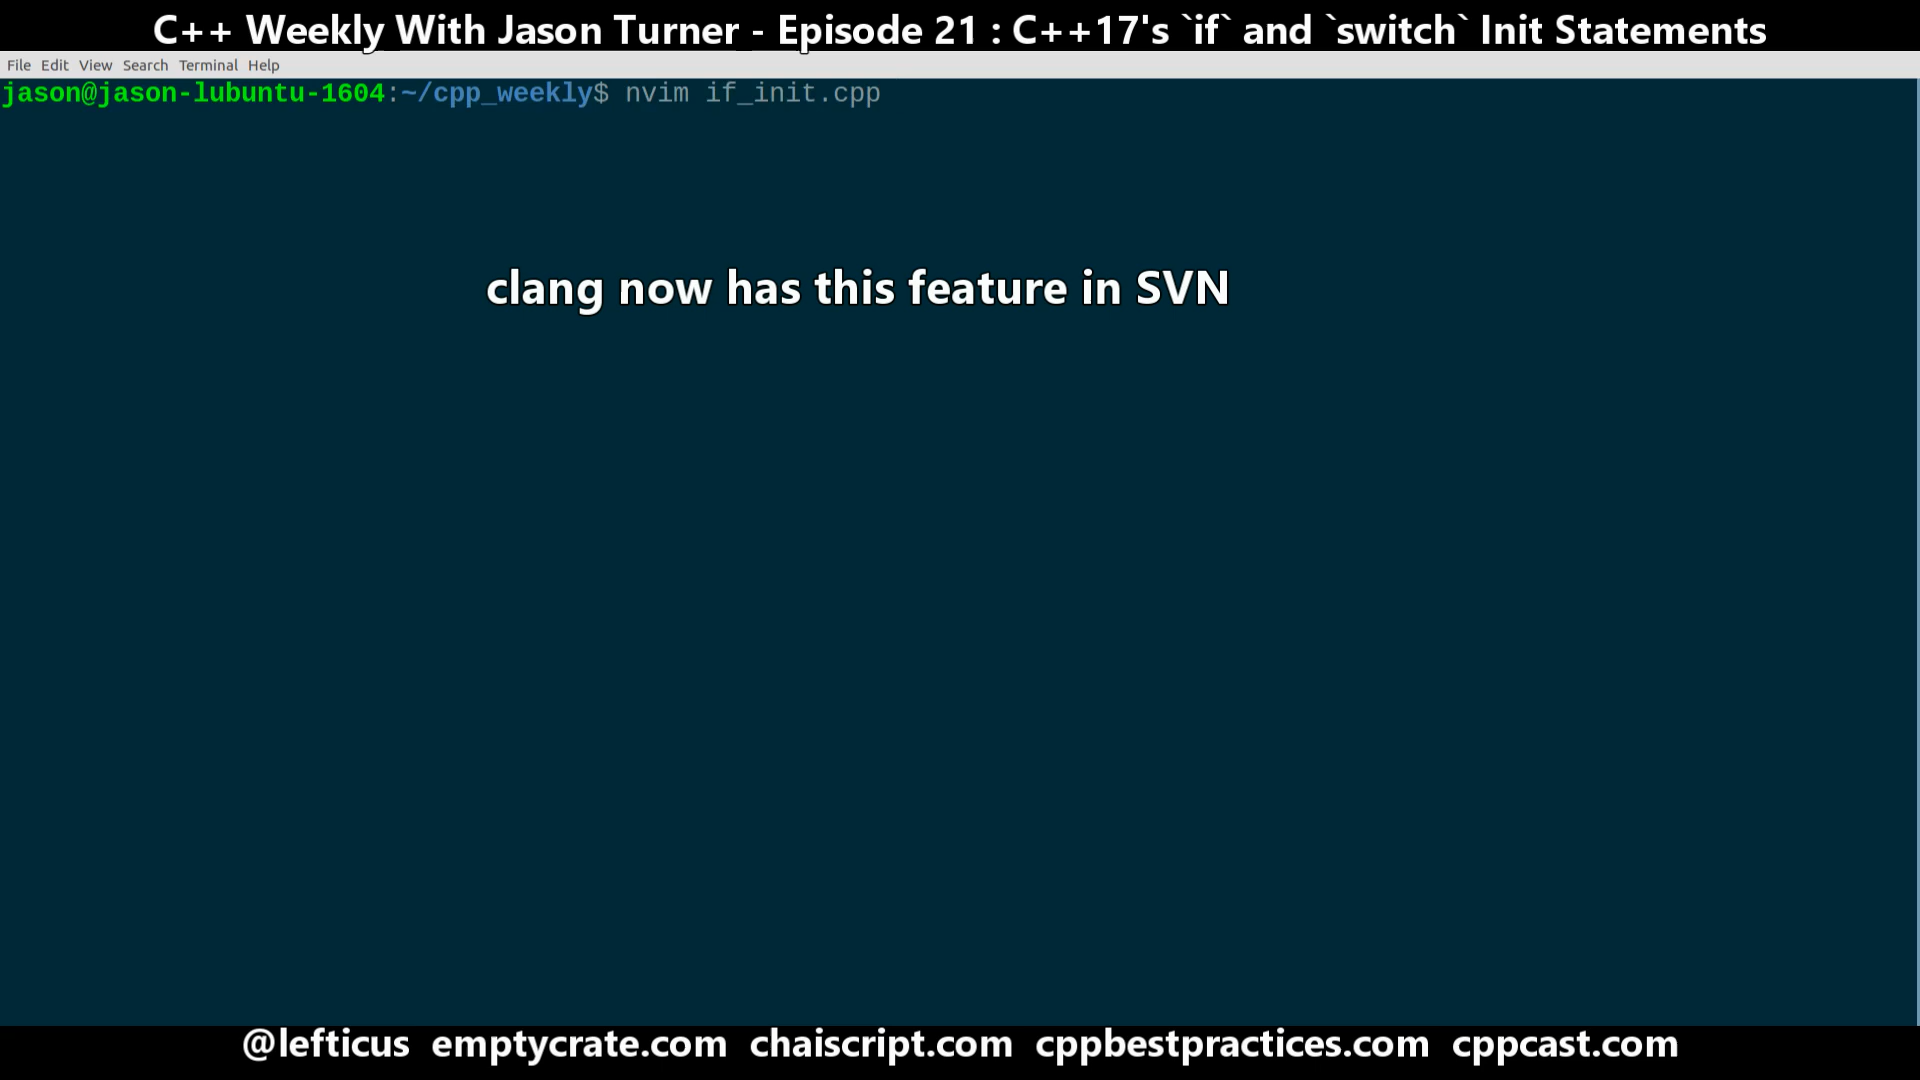 C++ Weekly With Jason Turner - Episode 21 : C++17's `if` and `switch` Init Statements
File Edit View Search Terminal Help
jason@jason-lubuntu-1604:~/cpp_weekly$ nvim if_init.cpp
clang now has this feature in SVN
@lefticus emptycrate.com chaiscript.com cppbestpractices.com cppcast.com